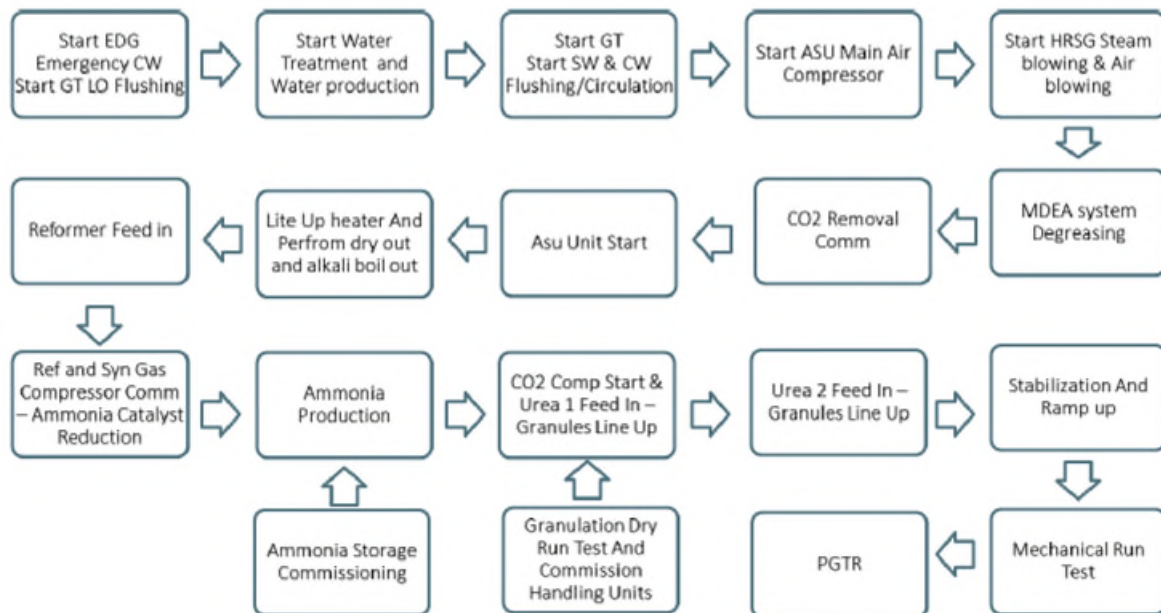 Start EDG
Emergency CW
Start GT LO Flushing
Start Water
Treatment and
Water production
Start GT
Start SW & CW
Flushing/Circulation
Start ASU Main Air
Compressor
Start HRSG Steam
blowing & Air
blowing
MDEA system
Degreasing
CO2 Removal
Comm
Asu Unit Start
Lite Up heater And
Perfrom dry out
and alkali boil out
Reformer Feed in
Ref and Syn Gas
Compressor Comm
– Ammonia Catalyst
Reduction
Ammonia
Production
CO2 Comp Start &
Urea 1 Feed In –
Granules Line Up
Urea 2 Feed In –
Granules Line Up
Stabilization And
Ramp up
Ammonia Storage
Commissioning
Granulation Dry
Run Test And
Commission
Handling Units
Mechanical Run
Test
PGTR